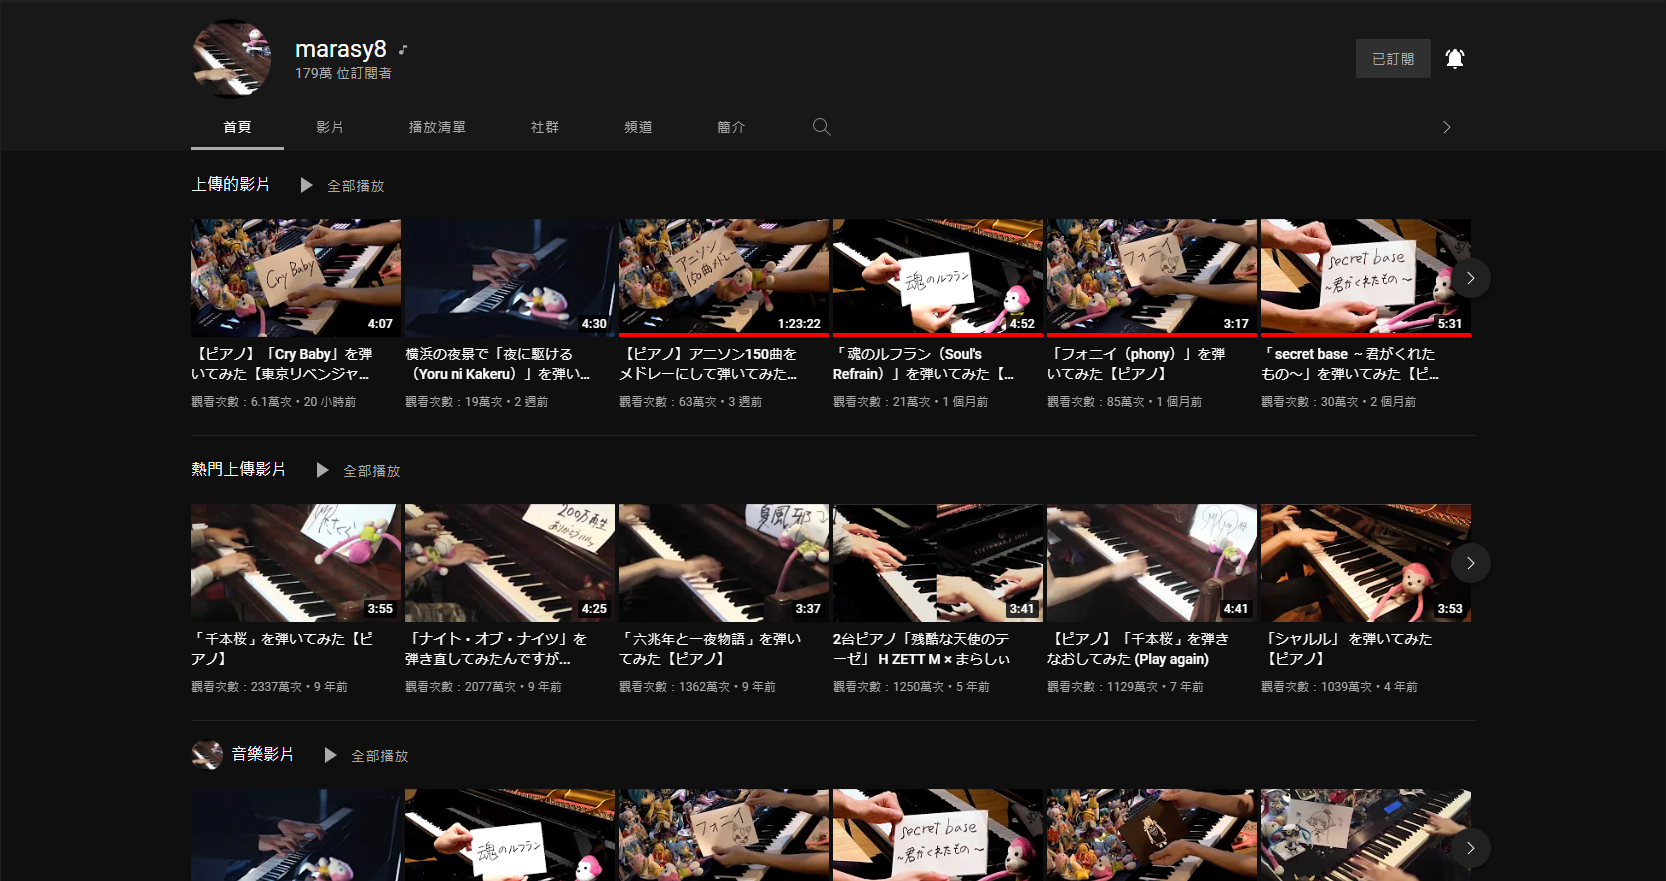 marasy8
179萬 位訂閱者
已訂閱
首頁
影片
播放清單
社群
頻道
簡介
上傳的影片
全部播放
Cry Baby
4:07
【ピアノ】「Cry Baby」を弾
いてみた【東京リベンジャ...
觀看次數：6.1萬次・20 小時前
4:30
横浜の夜景で「夜に駆ける
（Yoru ni Kakeru）」を弾い...
觀看次數：19萬次・2 週前
アニソン
150曲メドレー
1:23:22
【ピアノ】アニソン150曲を
メドレーにして弾いてみた...
觀看次數：63萬次・3 週前
魂のルフラン
4:52
「魂のルフラン（Soul's
Refrain）」を弾いてみた【...
觀看次數：21萬次・1 個月前
フォニイ
3:17
「フォニイ（phony）」を弾
いてみた【ピアノ】
觀看次數：85萬次・1 個月前
secret base
～君がくれたもの～
5:31
「secret base ～君がくれた
もの～」を弾いてみた【ピ...
觀看次數：30萬次・2 個月前
熱門上傳影片
全部播放
3:55
「千本桜」を弾いてみた【ピ
アノ】
觀看次數：2337萬次・9 年前
200万再生
4:25
「ナイト・オブ・ナイツ」を
弾き直してみたんですが...
觀看次數：2077萬次・9 年前
3:37
「六兆年と一夜物語」を弾い
てみた【ピアノ】
觀看次數：1362萬次・9 年前
3:41
2台ピアノ「残酷な天使のテ
ーゼ」 H ZETT M × まらしぃ
觀看次數：1250萬次・5 年前
4:41
【ピアノ】「千本桜」を弾き
なおしてみた (Play again)
觀看次數：1129萬次・7 年前
3:53
「シャルル」 を弾いてみた
【ピアノ】
觀看次數：1039萬次・4 年前
音樂影片
全部播放
魂のルフラン
フォニイ
secret base
～君がくれたもの～